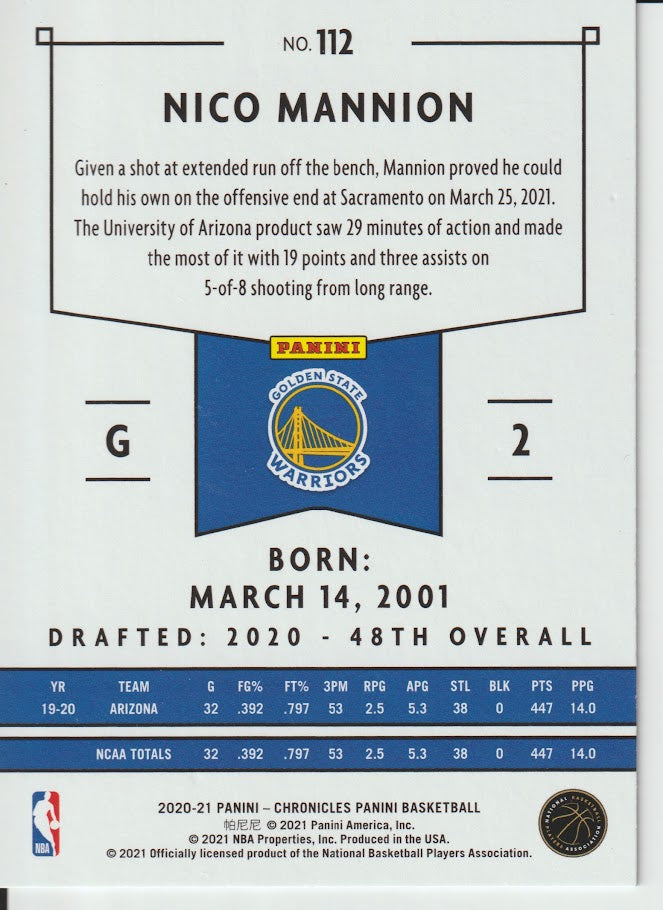 NO. 112
NICO MANNION
Given a shot at extended run off the bench, Mannion proved he could
hold his own on the offensive end at Sacramento on March 25, 2021.
The University of Arizona product saw 29 minutes of action and made
the most of it with 19 points and three assists on
5-of-8 shooting from long range.
PANINI
GOLDEN STATE
WARRIORS
G
2
BORN:
MARCH 14, 2001
DRAFTED: 2020 - 48TH OVERALL
YR TEAM G FG% FT% 3PM RPG APG STL BLK PTS PPG
19-20 ARIZONA 32 .392 .797 53 2.5 5.3 38 0 447 14.0
NCAA TOTALS 32 .392 .797 53 2.5 5.3 38 0 447 14.0
2020-21 PANINI – CHRONICLES PANINI BASKETBALL
帕尼尼 © 2021 Panini America, Inc.
© 2021 NBA Properties, Inc. Produced in the USA.
© 2021 Officially licensed product of the National Basketball Players Association.
NBA
NATIONAL BASKETBALL
PLAYERS ASSOCIATION